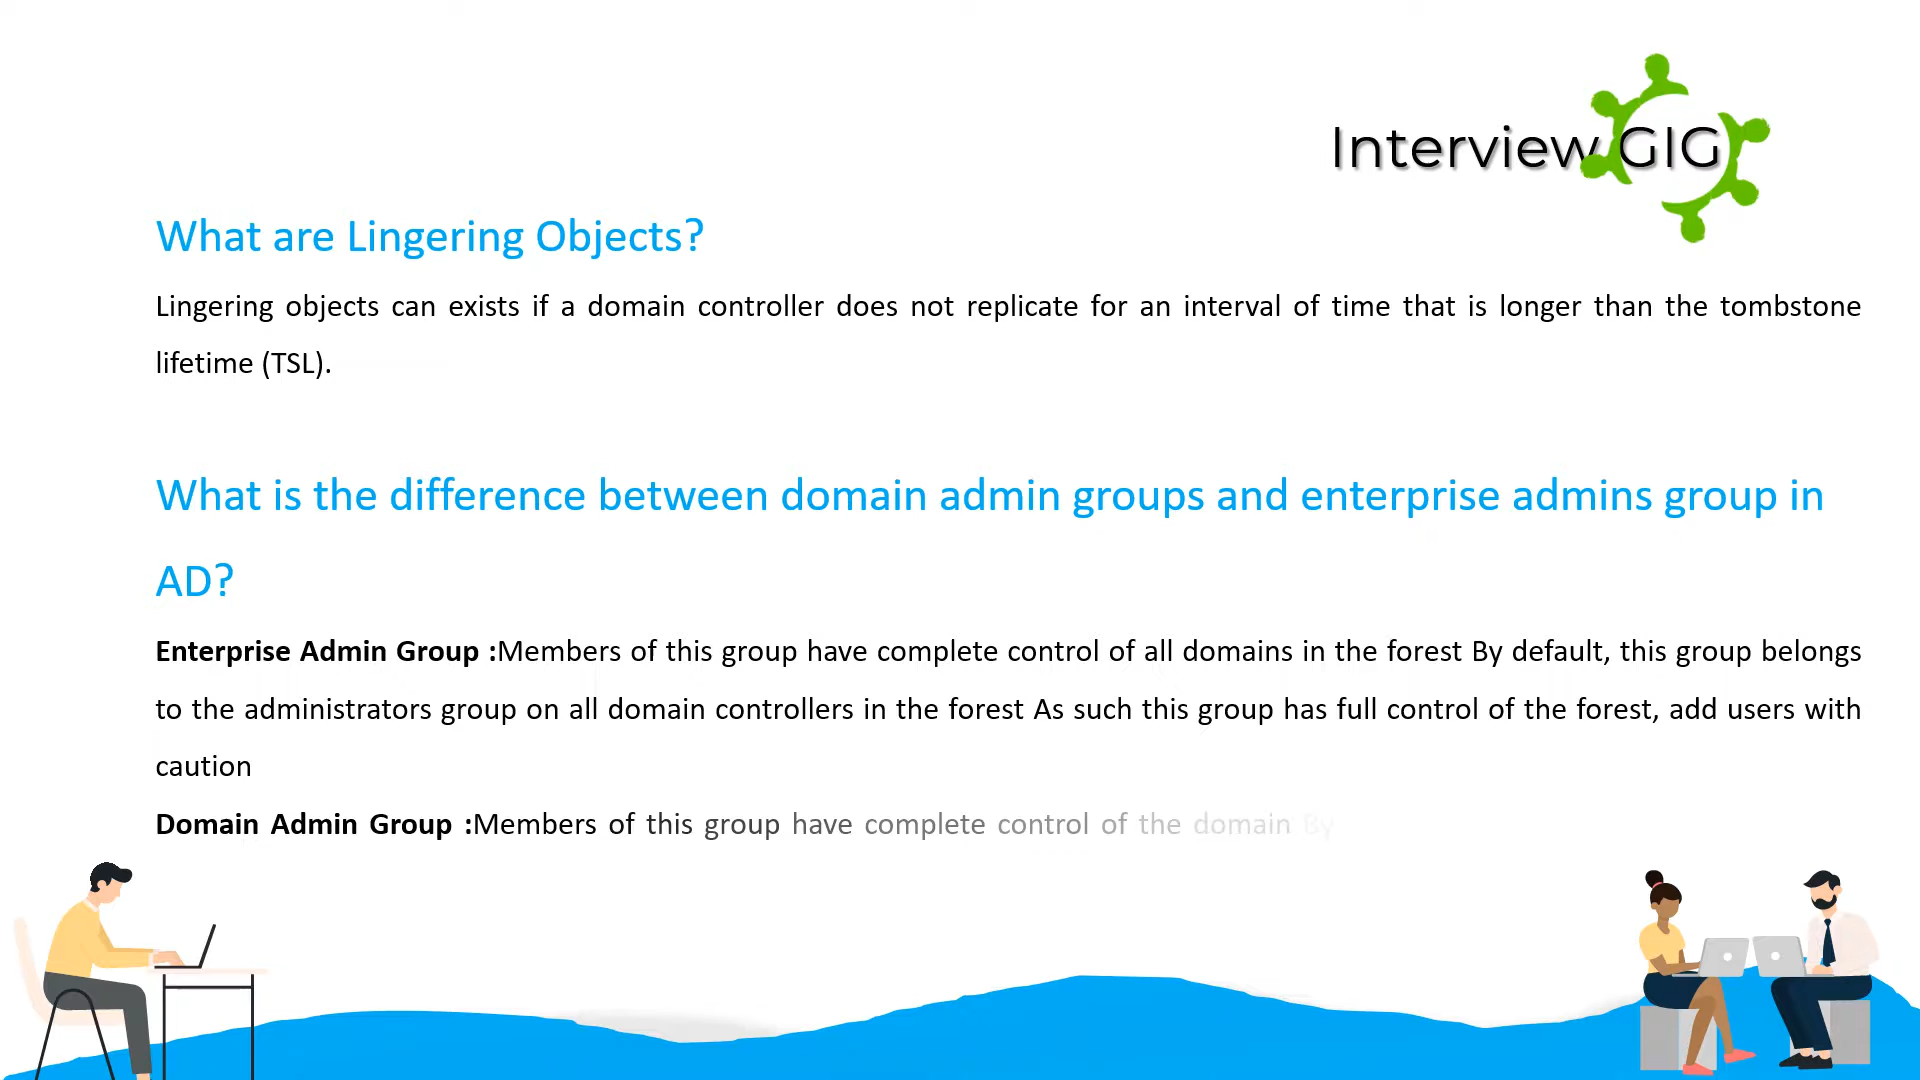 Interview GIG
What are Lingering Objects?
Lingering objects can exists if a domain controller does not replicate for an interval of time that is longer than the tombstone
lifetime (TSL).
What is the difference between domain admin groups and enterprise admins group in
AD?
Enterprise Admin Group :Members of this group have complete control of all domains in the forest By default, this group belongs
to the administrators group on all domain controllers in the forest As such this group has full control of the forest, add users with
caution
Domain Admin Group :Members of this group have complete control of the domain By